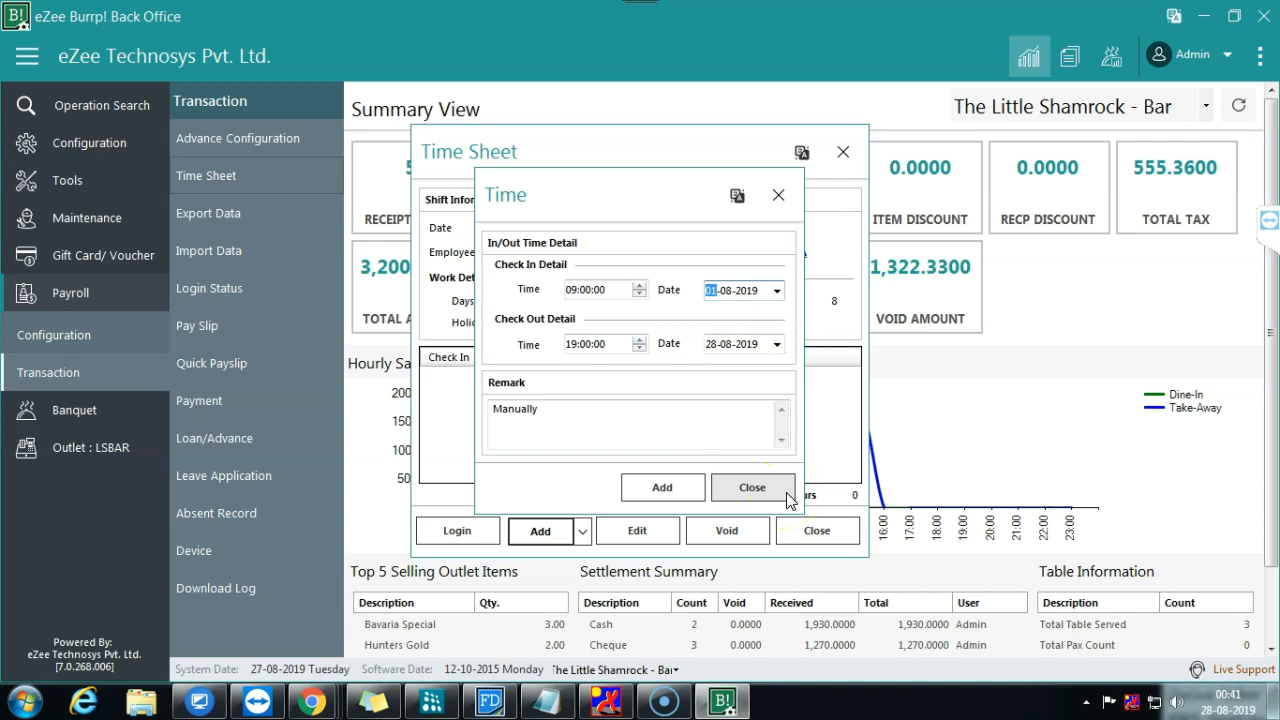 B! eZee Burrp! Back Office
eZee Technosys Pvt. Ltd.
Admin
Operation Search
Configuration
Tools
Maintenance
Gift Card/ Voucher
Payroll
Configuration
Transaction
Banquet
Outlet : LSBAR
Powered By:
eZee Technosys Pvt. Ltd.
[7.0.268.006]
Transaction
Advance Configuration
Time Sheet
Export Data
Import Data
Login Status
Pay Slip
Quick Payslip
Payment
Loan/Advance
Leave Application
Absent Record
Device
Download Log
Summary View
The Little Shamrock - Bar
RECEIPT
0.0000
ITEM DISCOUNT
0.0000
RECP DISCOUNT
555.3600
TOTAL TAX
3,200
TOTAL
1,322.3300
VOID AMOUNT
Hourly Sa
200
150
100
50
Dine-In
Take-Away
16:00
17:00
18:00
19:00
20:00
21:00
22:00
23:00
Time Sheet
Shift Infor
Date
Employee
Work Det
Days
8
Holi
Check In
urs 0
Login
Add
Edit
Void
Close
Time
In/Out Time Detail
Check In Detail
Time 09:00:00 Date 01-08-2019
Check Out Detail
Time 19:00:00 Date 28-08-2019
Remark
Manually
Add
Close
Top 5 Selling Outlet Items
Description Qty.
Bavaria Special 3.00
Hunters Gold 2.00
Settlement Summary
Description Count Void Received Total User
Cash 2 0.0000 1,930.0000 1,930.0000 Admin
Cheque 3 0.0000 1,270.0000 1,270.0000 Admin
Table Information
Description Count
Total Table Served 3
Total Pax Count 0
System Date: 27-08-2019 Tuesday Software Date: 12-10-2015 Monday The Little Shamrock - Bar
Live Support
FD
B!
00:41
28-08-2019